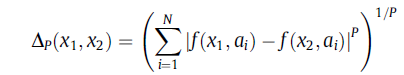 Δ_P(x_1, x_2) = ( ∑_{i=1}^{N} |f(x_1, a_i) − f(x_2, a_i)|^P )^{1/P}